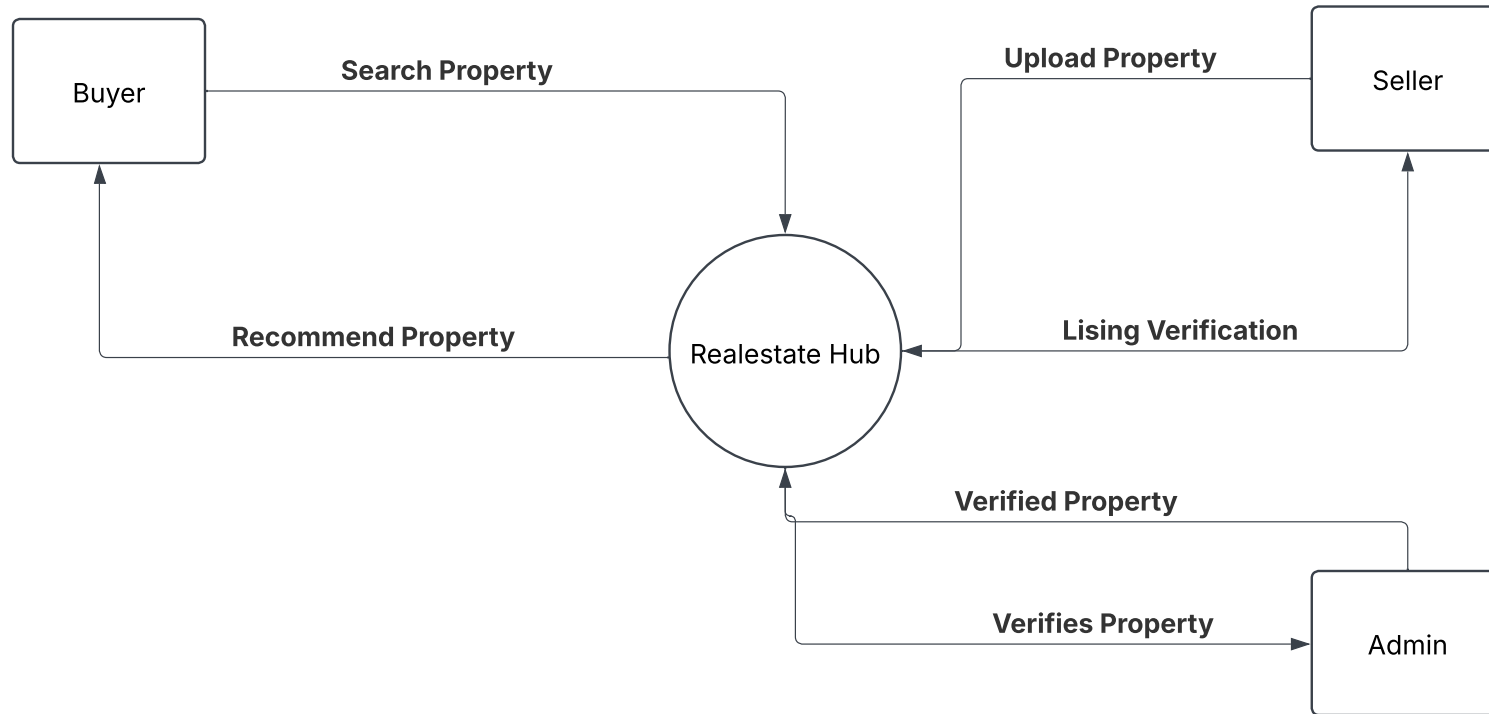 Buyer
Search Property
Upload Property
Seller
Recommend Property
Realestate Hub
Lising Verification
Verified Property
Verifies Property
Admin